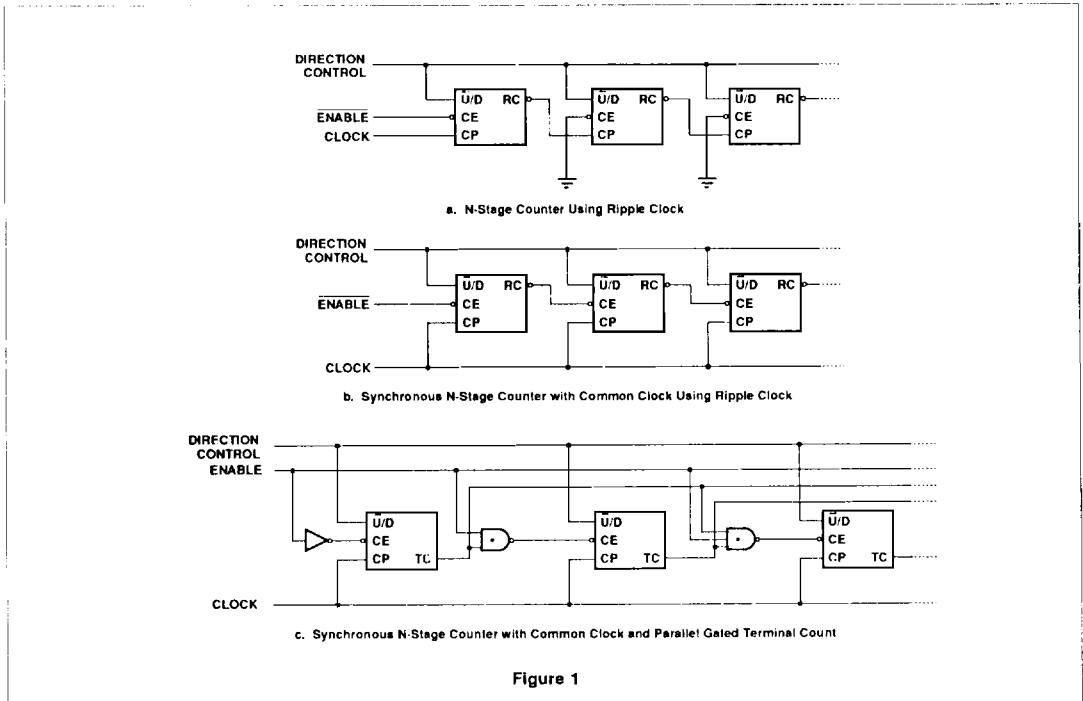 DIRECTION
CONTROL
U̅/D RC
CE
CP
U̅/D RC
CE
CP
U̅/D RC
CE
CP
E̅N̅A̅B̅L̅E̅
CLOCK
a. N-Stage Counter Using Ripple Clock
DIRECTION
CONTROL
U̅/D RC
CE
CP
U̅/D RC
CE
CP
U̅/D RC
CE
CP
E̅N̅A̅B̅L̅E̅
CLOCK
b. Synchronous N-Stage Counter with Common Clock Using Ripple Clock
DIRECTION
CONTROL
ENABLE
U̅/D
CE
CP TC
U̅/D
CE
CP TC
U̅/D
CE
CP TC
CLOCK
c. Synchronous N-Stage Counter with Common Clock and Parallel Gated Terminal Count
Figure 1